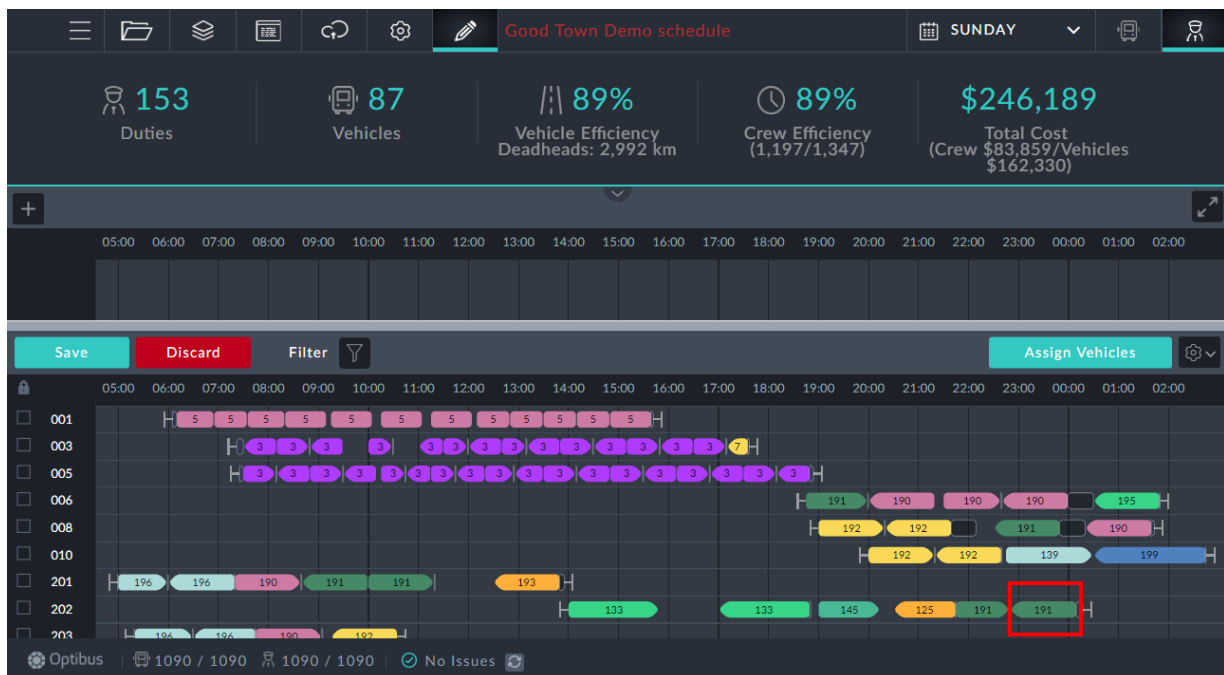 Good Town Demo schedule SUNDAY
153 87 89% 89% $246,189
Duties Vehicles Vehicle Efficiency Crew Efficiency Total Cost
Deadheads: 2,992 km (1,197/1,347) (Crew $83,859/Vehicles
$162,330)
05:00 06:00 07:00 08:00 09:00 10:00 11:00 12:00 13:00 14:00 15:00 16:00 17:00 18:00 19:00 20:00 21:00 22:00 23:00 00:00 01:00 02:00
Save Discard Filter Assign Vehicles
05:00 06:00 07:00 08:00 09:00 10:00 11:00 12:00 13:00 14:00 15:00 16:00 17:00 18:00 19:00 20:00 21:00 22:00 23:00 00:00 01:00 02:00
001 5 5 5 5 5 5 5 5 5 5 5 5
003 3 3 3 3 3 3 3 3 3 3 3 3 3 7
005 3 3 3 3 3 3 3 3 3 3 3 3 3 3 3 3
006 191 190 190 190 195
008 192 192 191 190
010 192 192 139 199
201 196 196 190 191 191 193
202 133 133 145 125 191 191
203 196 196 190 192
Optibus 1090 / 1090 1090 / 1090 No Issues